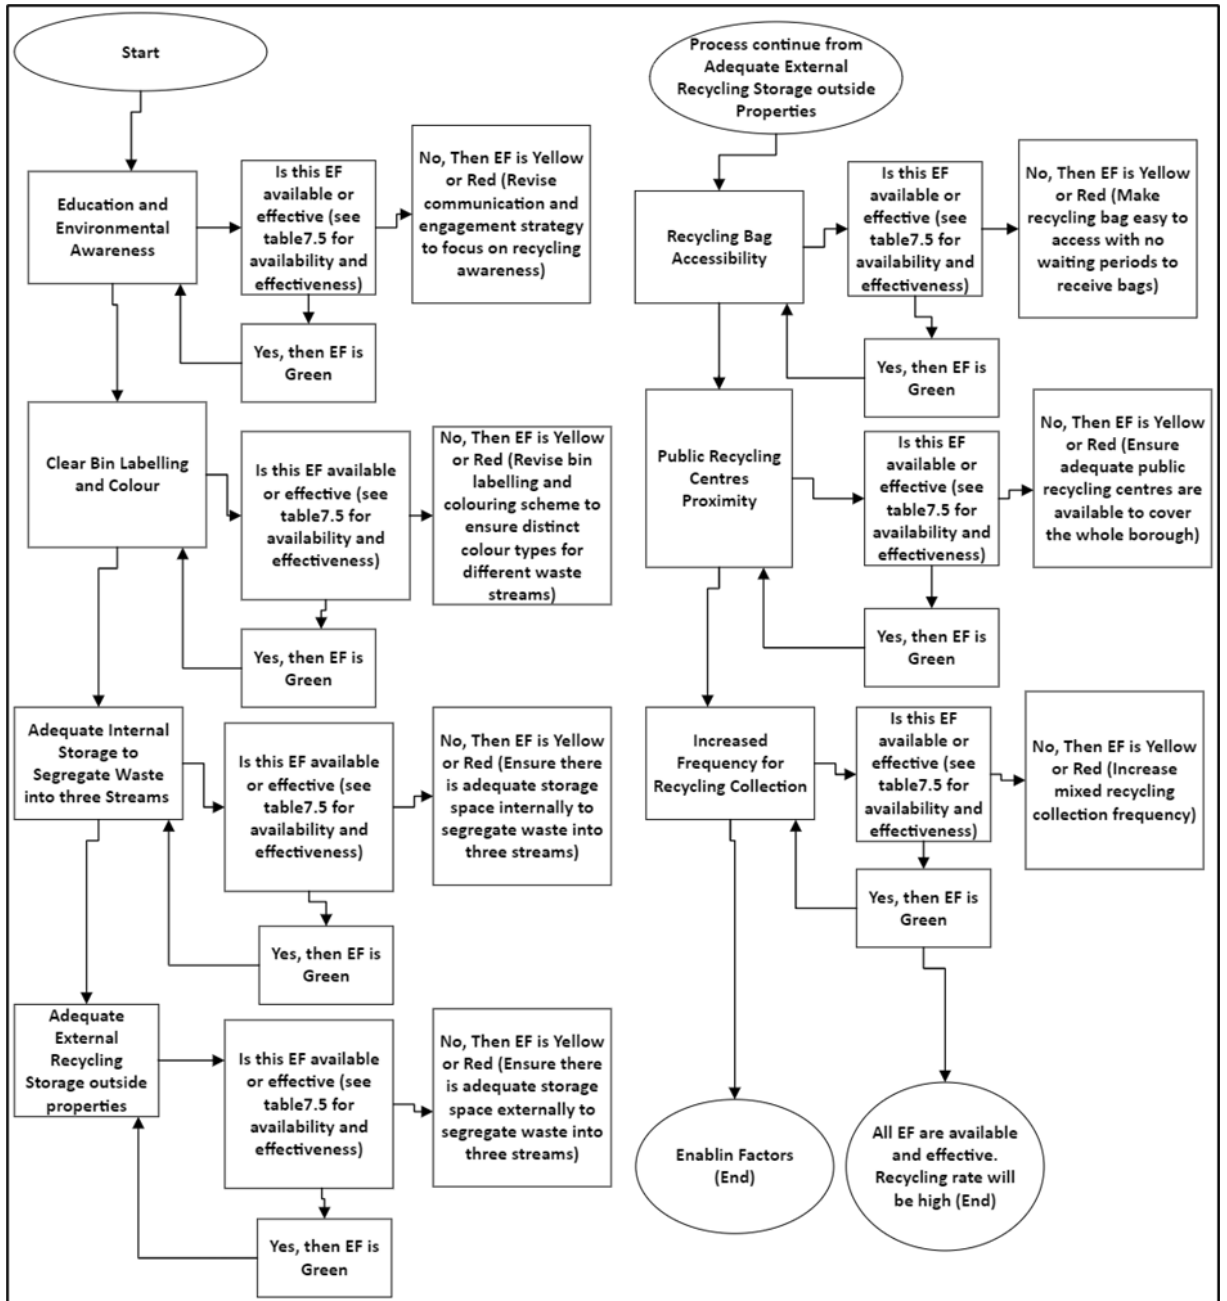 Start
Education and
Environmental
Awareness
Is this EF
available or
effective (see
table7.5 for
availability and
effectiveness)
No, Then EF is Yellow
or Red (Revise
communication and
engagement strategy
to focus on recycling
awareness)
Yes, then EF is
Green
Clear Bin Labelling
and Colour
Is this EF available
or effective (see
table7.5 for
availability and
effectiveness)
No, Then EF is Yellow
or Red (Revise bin
labelling and
colouring scheme to
ensure distinct
colour types for
different waste
streams)
Yes, then EF is
Green
Adequate Internal
Storage to
Segregate Waste
into three Streams
Is this EF available
or effective (see
table7.5 for
availability and
effectiveness)
No, Then EF is Yellow
or Red (Ensure there
is adequate storage
space internally to
segregate waste into
three streams)
Yes, then EF is
Green
Adequate
External
Recycling
Storage outside
properties
Is this EF available
or effective (see
table7.5 for
availability and
effectiveness)
No, Then EF is Yellow
or Red (Ensure there
is adequate storage
space externally to
segregate waste into
three streams)
Yes, then EF is
Green
Process continue from
Adequate External
Recycling Storage outside
Properties
Recycling Bag
Accessibility
Is this EF
available or
effective (see
table7.5 for
availability and
effectiveness)
No, Then EF is Yellow
or Red (Make
recycling bag easy to
access with no
waiting periods to
receive bags)
Yes, then EF is
Green
Public Recycling
Centres
Proximity
Is this EF
available or
effective (see
table7.5 for
availability and
effectiveness)
No, Then EF is Yellow
or Red (Ensure
adequate public
recycling centres are
available to cover
the whole borough)
Yes, then EF is
Green
Increased
Frequency for
Recycling Collection
Is this EF
available or
effective (see
table7.5 for
availability and
effectiveness)
No, Then EF is Yellow
or Red (Increase
mixed recycling
collection frequency)
Yes, then EF is
Green
Enablin Factors
(End)
All EF are available
and effective.
Recycling rate will
be high (End)